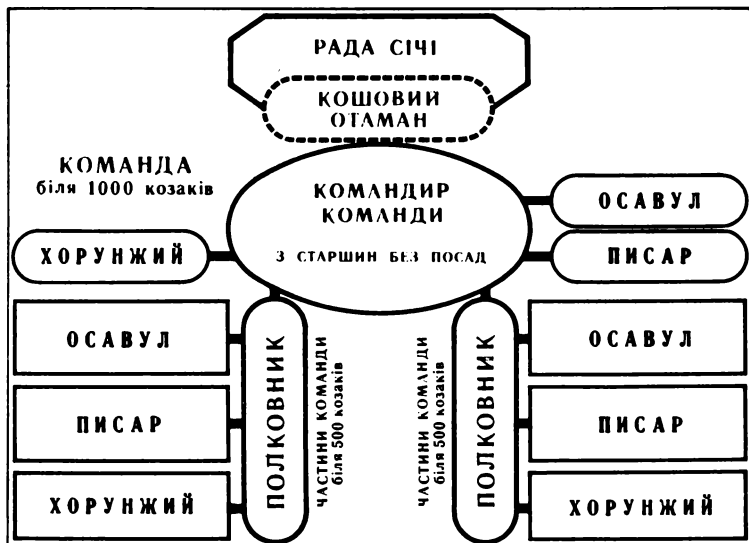 РАДА СІЧІ
КОШОВИЙ
ОТАМАН
КОМАНДА
біля 1000 козаків
КОМАНДИР
КОМАНДИ
З СТАРШИН БЕЗ ПОСАД
ОСАВУЛ
ХОРУНЖИЙ
ПИСАР
ОСАВУЛ
ПИСАР
ХОРУНЖИЙ
ПОЛКОВНИК
ЧАСТИНИ КОМАНДИ
біля 500 козаків
ЧАСТИНИ КОМАНДИ
біля 500 козаків
ПОЛКОВНИК
ОСАВУЛ
ПИСАР
ХОРУНЖИЙ